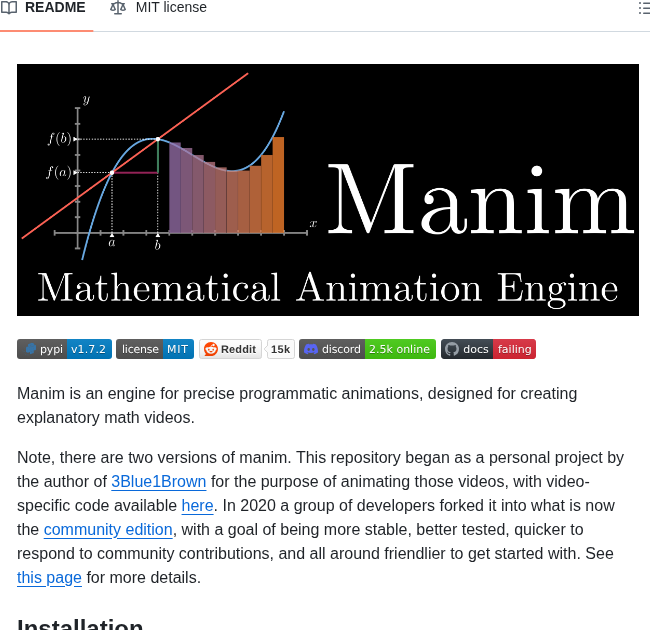 README
MIT license
y
f(b)
f(a)
a
b
x
Manim
Mathematical Animation Engine
pypi v1.7.2
license MIT
Reddit 15k
discord 2.5k online
docs failing
Manim is an engine for precise programmatic animations, designed for creating
explanatory math videos.
Note, there are two versions of manim. This repository began as a personal project by
the author of 3Blue1Brown for the purpose of animating those videos, with video-
specific code available here. In 2020 a group of developers forked it into what is now
the community edition, with a goal of being more stable, better tested, quicker to
respond to community contributions, and all around friendlier to get started with. See
this page for more details.
Installation